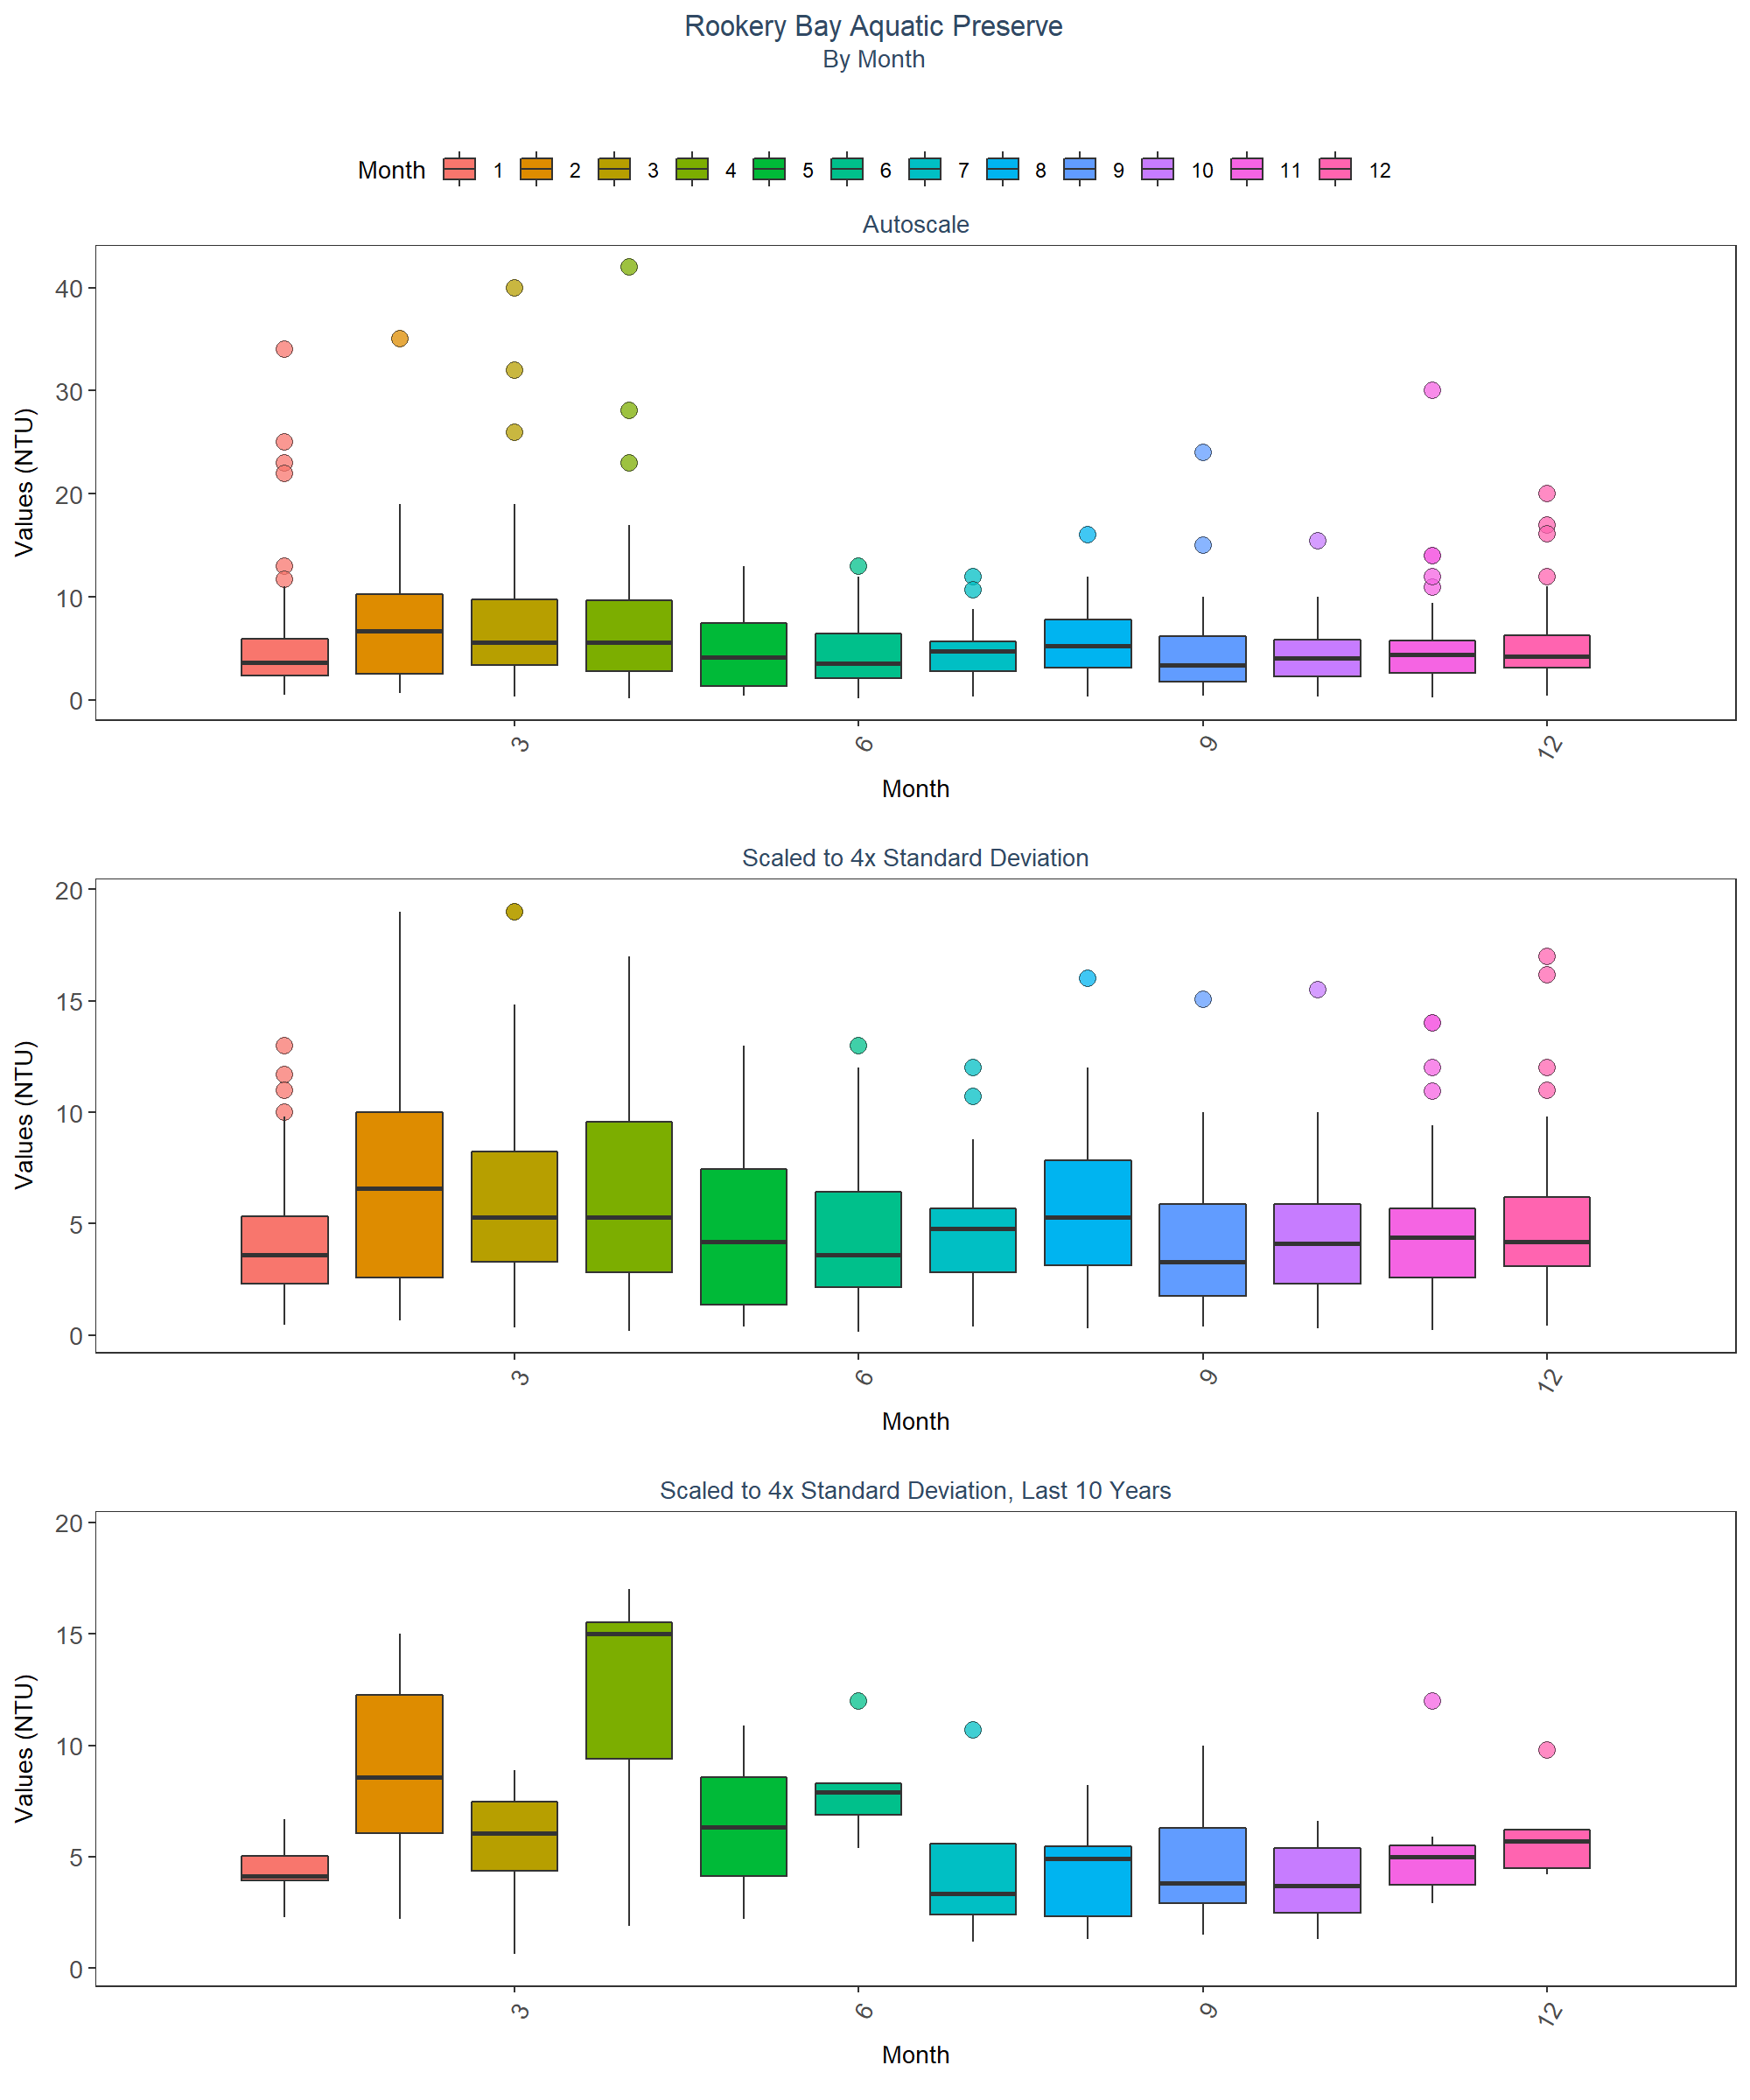 Rookery Bay Aquatic Preserve
By Month
Month 1 2 3 4 5 6 7 8 9 10 11 12
Autoscale
40
30
20
10
0
Values (NTU)
3 6 9 12
Month
Scaled to 4x Standard Deviation
20
15
10
5
0
Values (NTU)
3 6 9 12
Month
Scaled to 4x Standard Deviation, Last 10 Years
20
15
10
5
0
Values (NTU)
3 6 9 12
Month